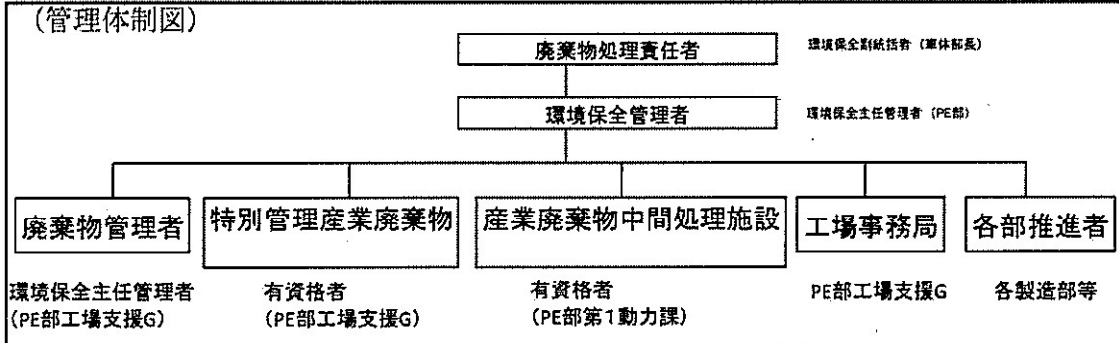 (管理体制図)
廃棄物処理責任者
環境保全副統括者（車体部長）
環境保全管理者
環境保全主任管理者（PE部）
廃棄物管理者
特別管理産業廃棄物
産業廃棄物中間処理施設
工場事務局
各部推進者
環境保全主任管理者
(PE部工場支援G)
有資格者
(PE部工場支援G)
有資格者
(PE部第1動力課)
PE部工場支援G
各製造部等